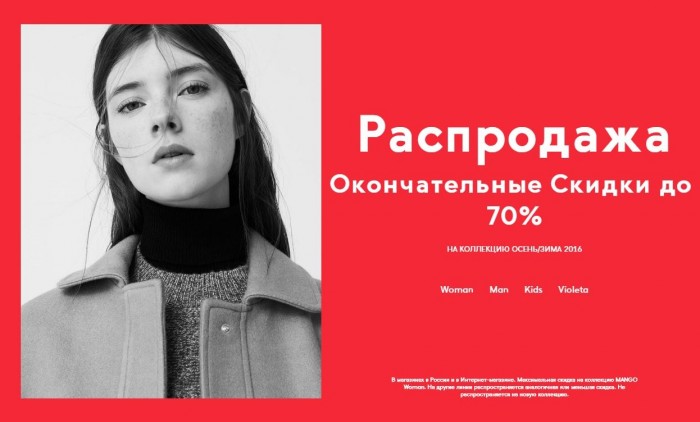 Распродажа
Окончательные Скидки до
70%
НА КОЛЛЕКЦИЮ ОСЕНЬ/ЗИМА 2016
Woman Man Kids Violeta
В магазинах в России и в Интернет-магазине. Максимальная скидка на коллекцию MANGO
Woman. На другие линии распространяется аналогичная или меньшая скидка. Не
распространяется на новую коллекцию.